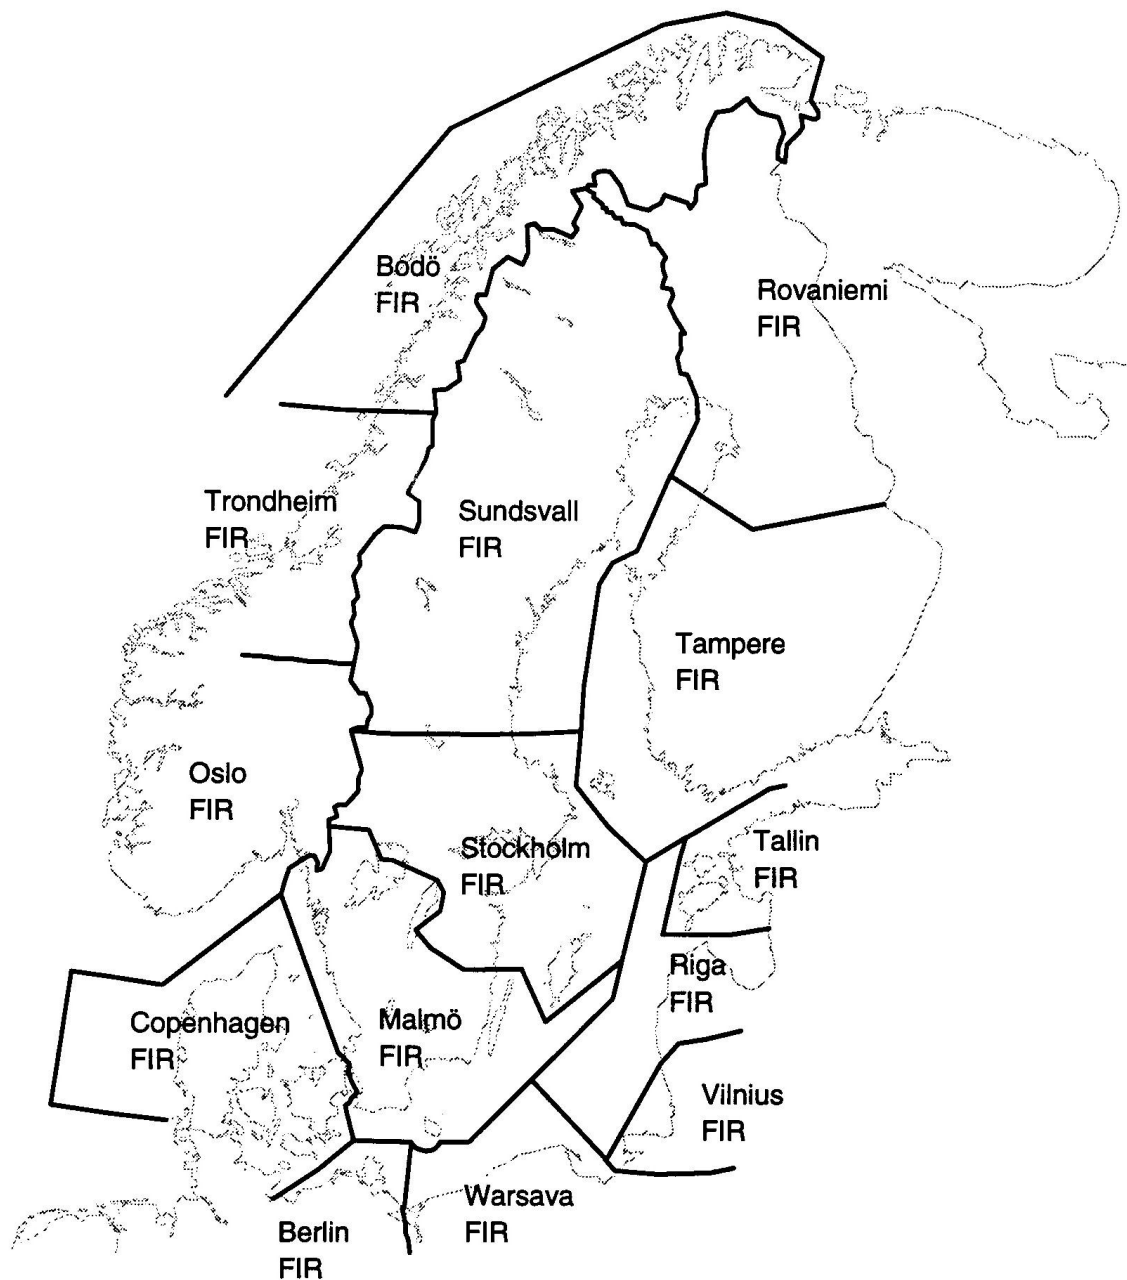 Bodö
FIR
Rovaniemi
FIR
Trondheim
FIR
Sundsvall
FIR
Tampere
FIR
Oslo
FIR
Stockholm
FIR
Tallin
FIR
Riga
FIR
Copenhagen
FIR
Malmö
FIR
Vilnius
FIR
Warsava
FIR
Berlin
FIR